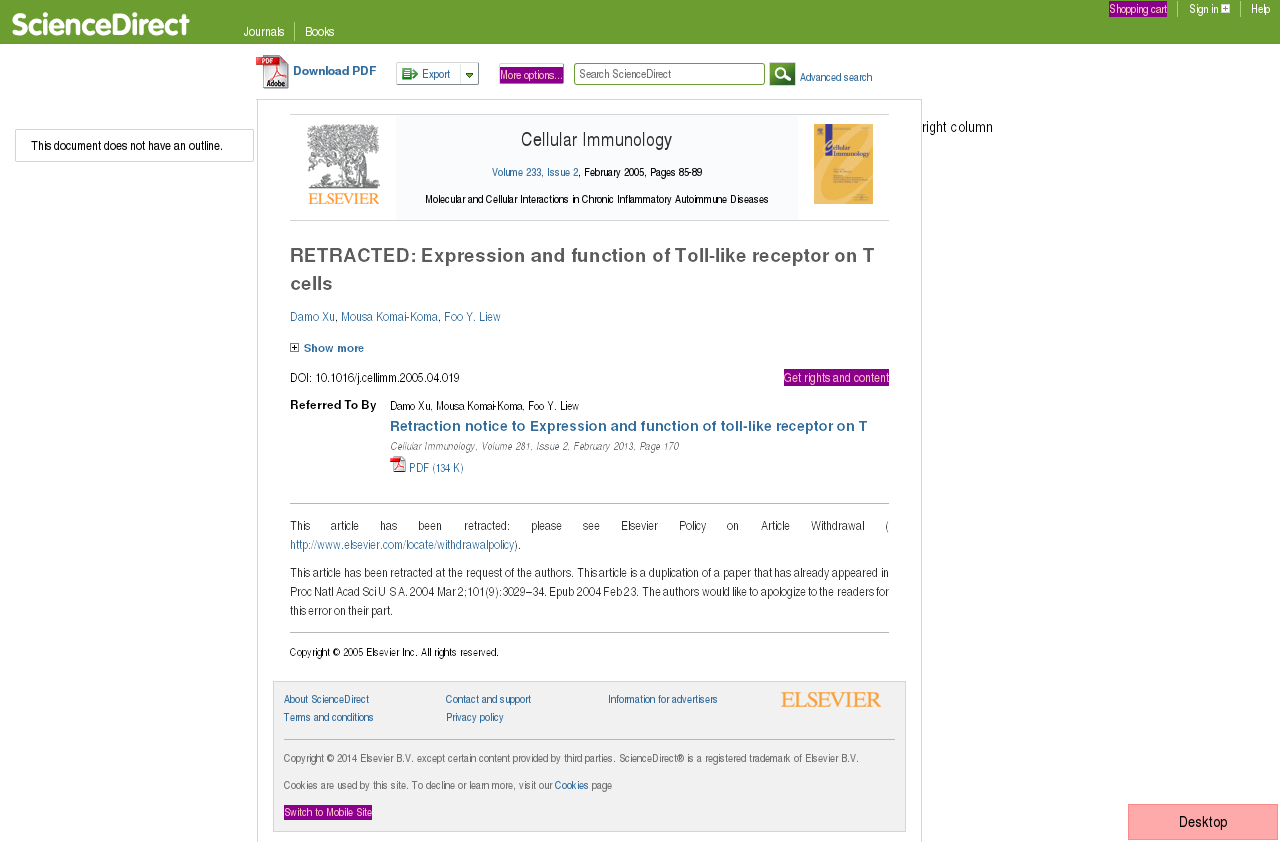 ScienceDirect
Journals
Books
Shopping cart
Sign in
Help
PDF
Adobe
Download PDF
Export
More options...
Search ScienceDirect
Advanced search
This document does not have an outline.
right column
ELSEVIER
Cellular Immunology
Volume 233, Issue 2, February 2005, Pages 85-89
Molecular and Cellular Interactions in Chronic Inflammatory Autoimmune Diseases
Cellular
Immunology
RETRACTED: Expression and function of Toll-like receptor on T
cells
Damo Xu, Mousa Komai-Koma, Foo Y. Liew
Show more
DOI: 10.1016/j.cellimm.2005.04.019
Get rights and content
Referred To By
Damo Xu, Mousa Komai-Koma, Foo Y. Liew
Retraction notice to Expression and function of toll-like receptor on T
Cellular Immunology, Volume 281, Issue 2, February 2013, Page 170
PDF (134 K)
This article has been retracted: please see Elsevier Policy on Article Withdrawal (
http://www.elsevier.com/locate/withdrawalpolicy).
This article has been retracted at the request of the authors. This article is a duplication of a paper that has already appeared in
Proc Natl Acad Sci U S A. 2004 Mar 2;101(9):3029–34. Epub 2004 Feb 23. The authors would like to apologize to the readers for
this error on their part.
Copyright © 2005 Elsevier Inc. All rights reserved.
About ScienceDirect
Contact and support
Information for advertisers
ELSEVIER
Terms and conditions
Privacy policy
Copyright © 2014 Elsevier B.V. except certain content provided by third parties. ScienceDirect® is a registered trademark of Elsevier B.V.
Cookies are used by this site. To decline or learn more, visit our Cookies page
Switch to Mobile Site
Desktop